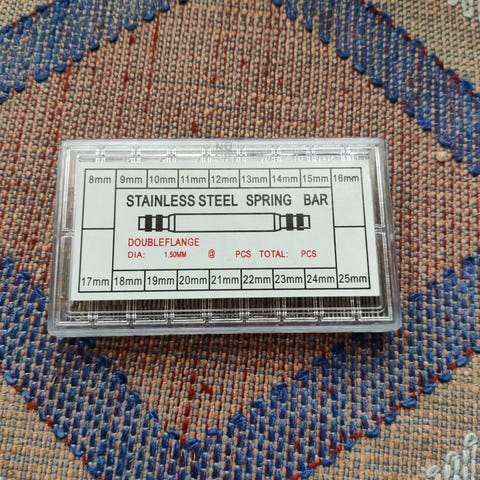 NO
8mm 9mm 10mm 11mm 12mm 13mm 14mm 15mm 16mm
STAINLESS STEEL SPRING BAR
DOUBLEFLANGE
DIA: 1.50MM @ PCS TOTAL: PCS
17mm 18mm 19mm 20mm 21mm 22mm 23mm 24mm 25mm